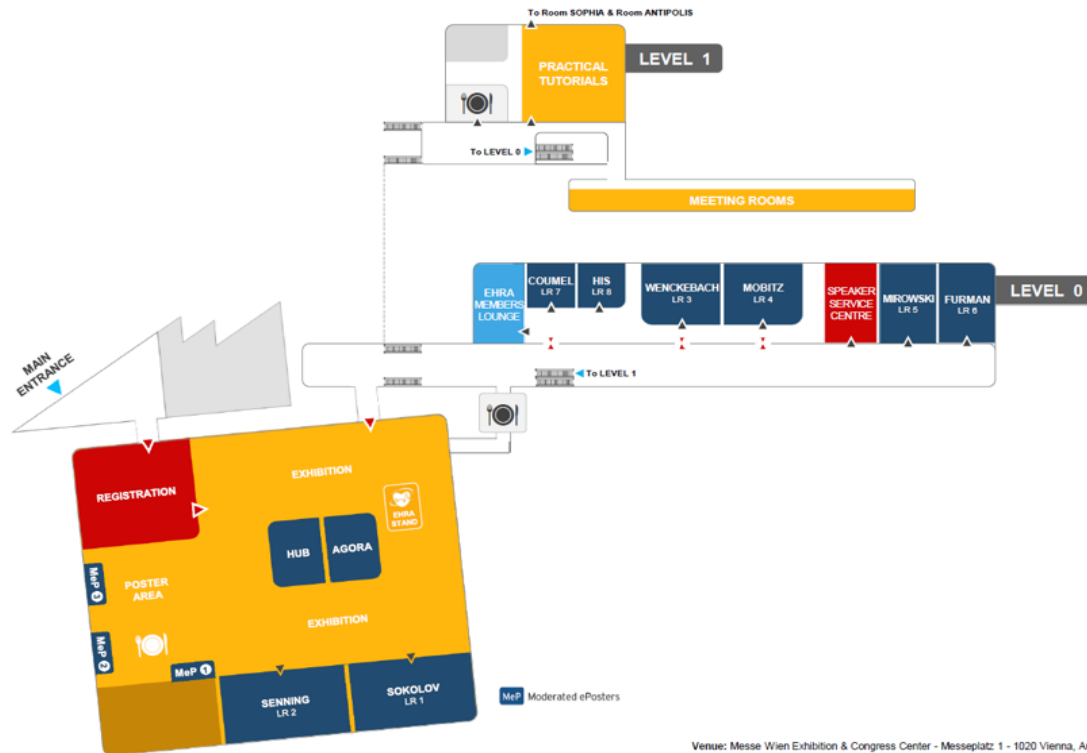 To Room SOPHIA & Room ANTIPOLIS
LEVEL 1
PRACTICAL
TUTORIALS
To LEVEL 0
MEETING ROOMS
LEVEL 0
EHRA
MEMBERS
LOUNGE
COUMEL
LR 7
HIS
LR 8
WENCKEBACH
LR 3
MOBITZ
LR 4
SPEAKER
SERVICE
CENTRE
MIROWSKI
LR 5
FURMAN
LR 6
To LEVEL 1
MAIN
ENTRANCE
REGISTRATION
EXHIBITION
EHRA
STAND
HUB
AGORA
MeP 3
POSTER
AREA
EXHIBITION
MeP 2
MeP 1
SENNING
LR 2
SOKOLOV
LR 1
MeP Moderated ePosters
Venue: Messe Wien Exhibition & Congress Center - Messeplatz 1 - 1020 Vienna,